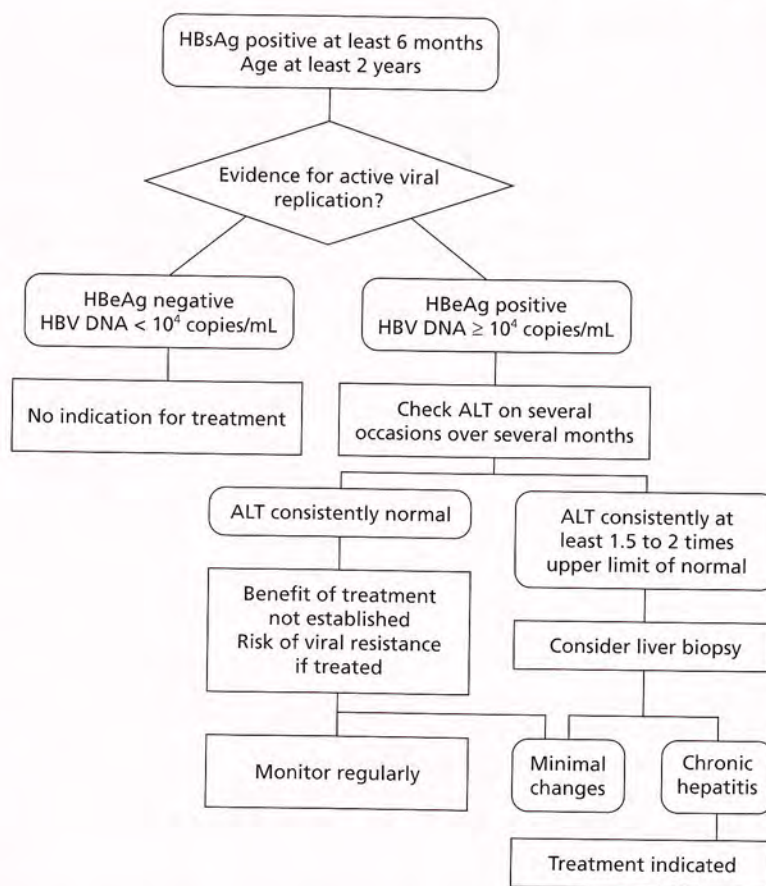 HBsAg positive at least 6 months
Age at least 2 years
Evidence for active viral
replication?
HBeAg negative
HBV DNA < 10⁴ copies/mL
HBeAg positive
HBV DNA ≥ 10⁴ copies/mL
No indication for treatment
Check ALT on several
occasions over several months
ALT consistently normal
ALT consistently at
least 1.5 to 2 times
upper limit of normal
Benefit of treatment
not established
Risk of viral resistance
if treated
Consider liver biopsy
Monitor regularly
Minimal
changes
Chronic
hepatitis
Treatment indicated